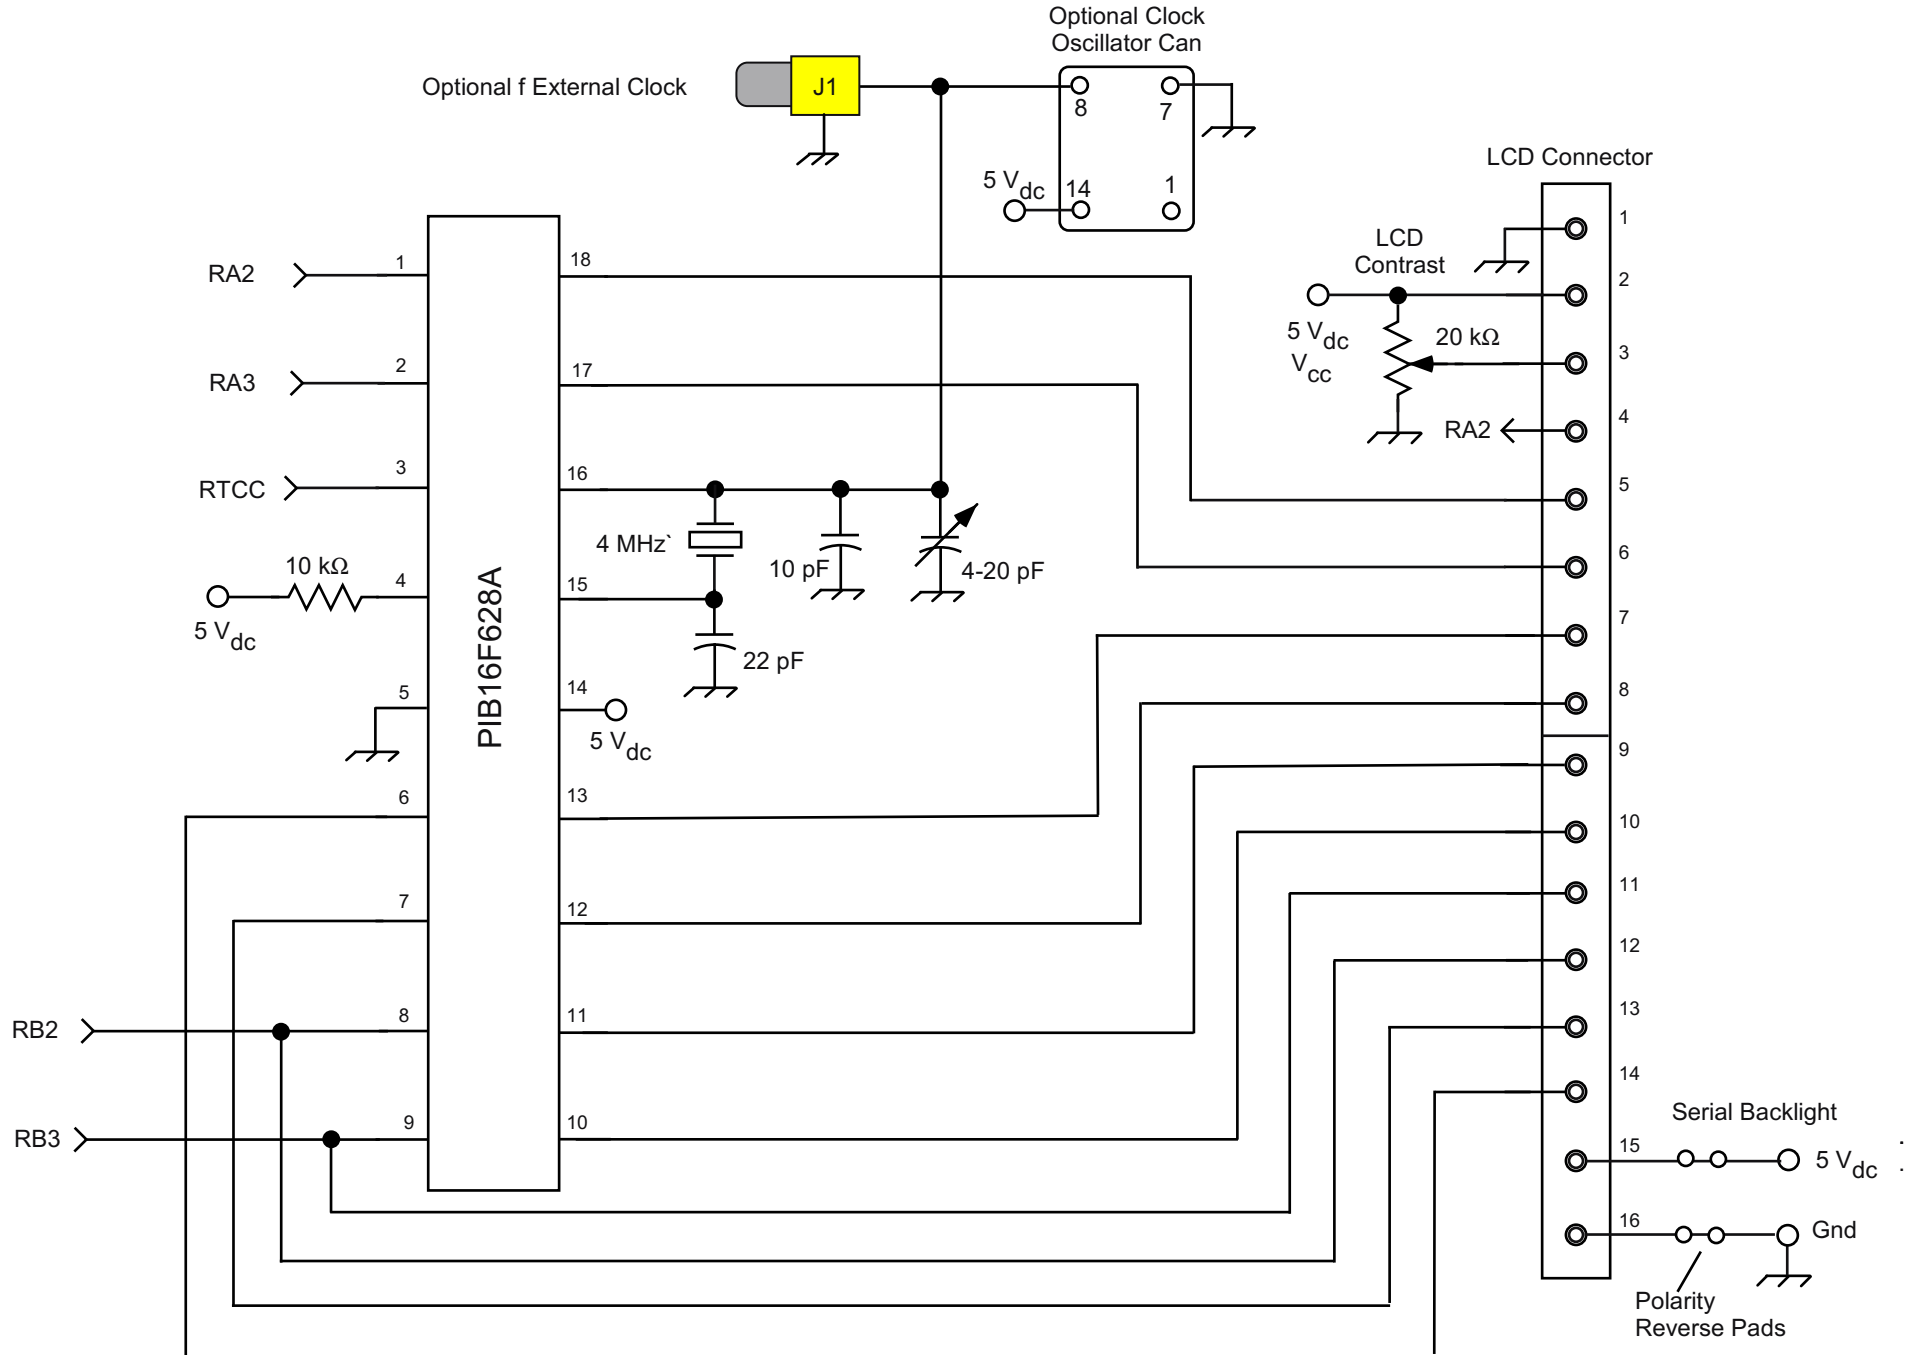 Optional Clock
Oscillator Can
Optional f External Clock
J1
8
7
5 Vdc
14
1
LCD Connector
1
LCD
Contrast
2
5 Vdc
Vcc
20 kΩ
3
RA2
4
5
6
7
8
9
10
11
12
13
14
Serial Backlight
15
5 Vdc
16
Gnd
Polarity
Reverse Pads
RA2
1
18
RA3
2
17
RTCC
3
16
4 MHz`
10 pF
4-20 pF
10 kΩ
4
5 Vdc
15
22 pF
PIB16F628A
5
14
5 Vdc
6
13
7
12
RB2
8
11
RB3
9
10